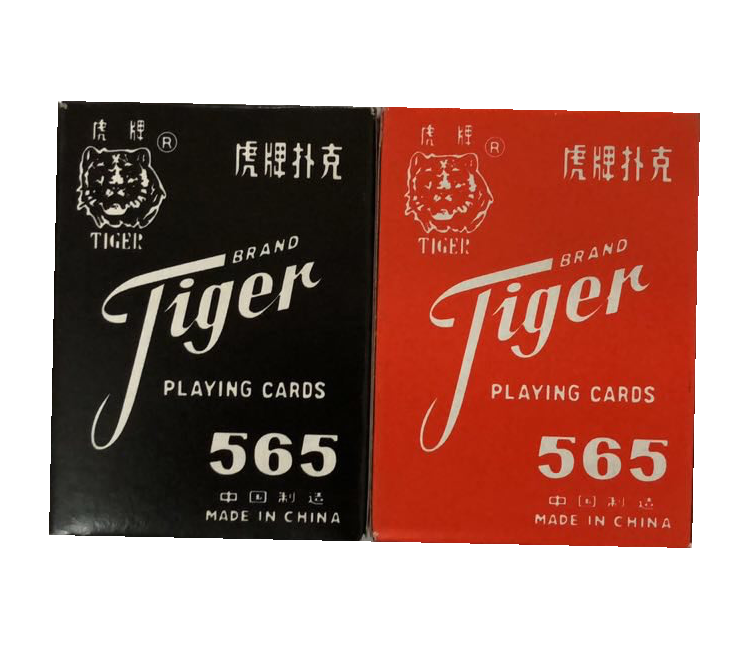 虎 牌
R
TIGER
虎牌扑克
BRAND
Tiger
PLAYING CARDS
565
中国制造
MADE IN CHINA
虎 牌
R
TIGER
虎牌扑克
BRAND
Tiger
PLAYING CARDS
565
中国制造
MADE IN CHINA